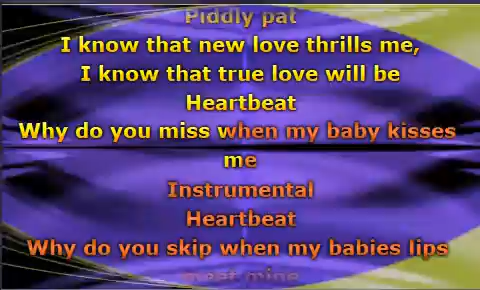 Piddly pat
I know that new love thrills me,
I know that true love will be
Heartbeat
Why do you miss when my baby kisses
me
Instrumental
Heartbeat
Why do you skip when my babies lips
meet mine